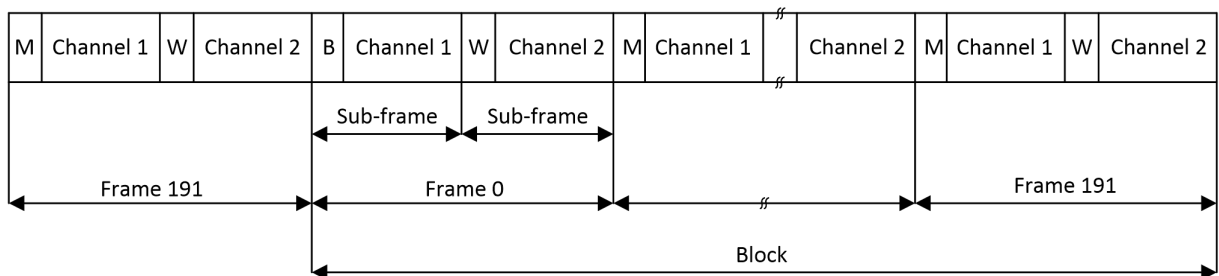 M Channel 1 W Channel 2 B Channel 1 W Channel 2 M Channel 1 Channel 2 M Channel 1 W Channel 2
Sub-frame Sub-frame
Frame 191 Frame 0 Frame 191
Block